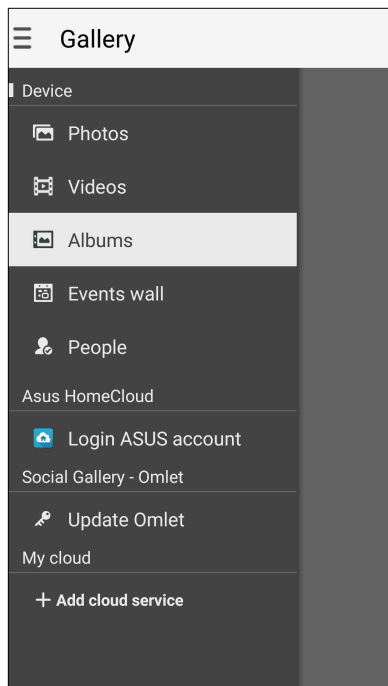 Gallery
Device
Photos
Videos
Albums
Events wall
People
Asus HomeCloud
Login ASUS account
Social Gallery - Omlet
Update Omlet
My cloud
+ Add cloud service